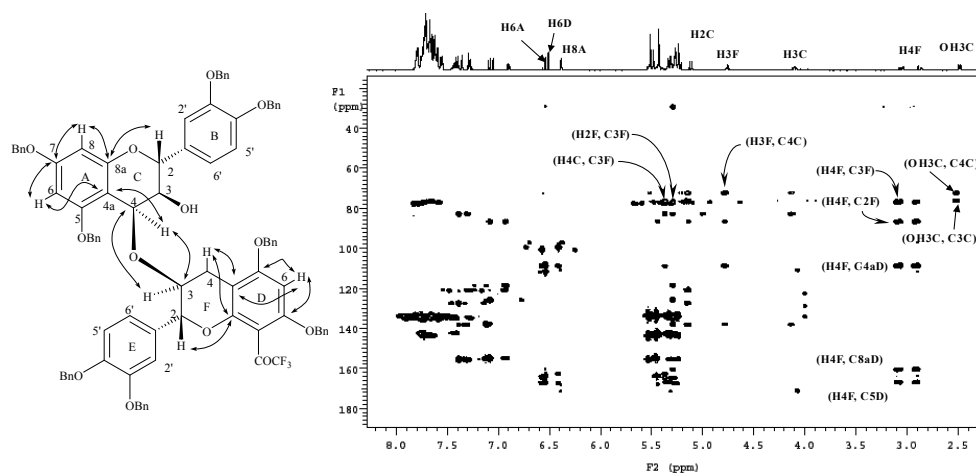 OBn
OBn
2'
B
5'
6'
H
8
7
BnO
8a
O
C
H
2
3
OH
A
6
H
5
4a
4
OBn
H
O
H
4
OBn
H
6
3
D
F
2
O
OBn
H
COCF3
6'
5'
E
2'
BnO
OBn
H6A
H6D
H8A
H2C
H3F
H3C
H4F
OH3C
F1
(ppm)
40
60
80
100
120
140
160
180
(H2F, C3F)
(H4C, C3F)
(H3F, C4C)
(H4F, C3F)
(H4F, C2F)
(OH3C, C4C)
(OH3C, C3C)
(H4F, C4aD)
(H4F, C8aD)
(H4F, C5D)
8.0 7.5 7.0 6.5 6.0 5.5 5.0 4.5 4.0 3.5 3.0 2.5
F2 (ppm)